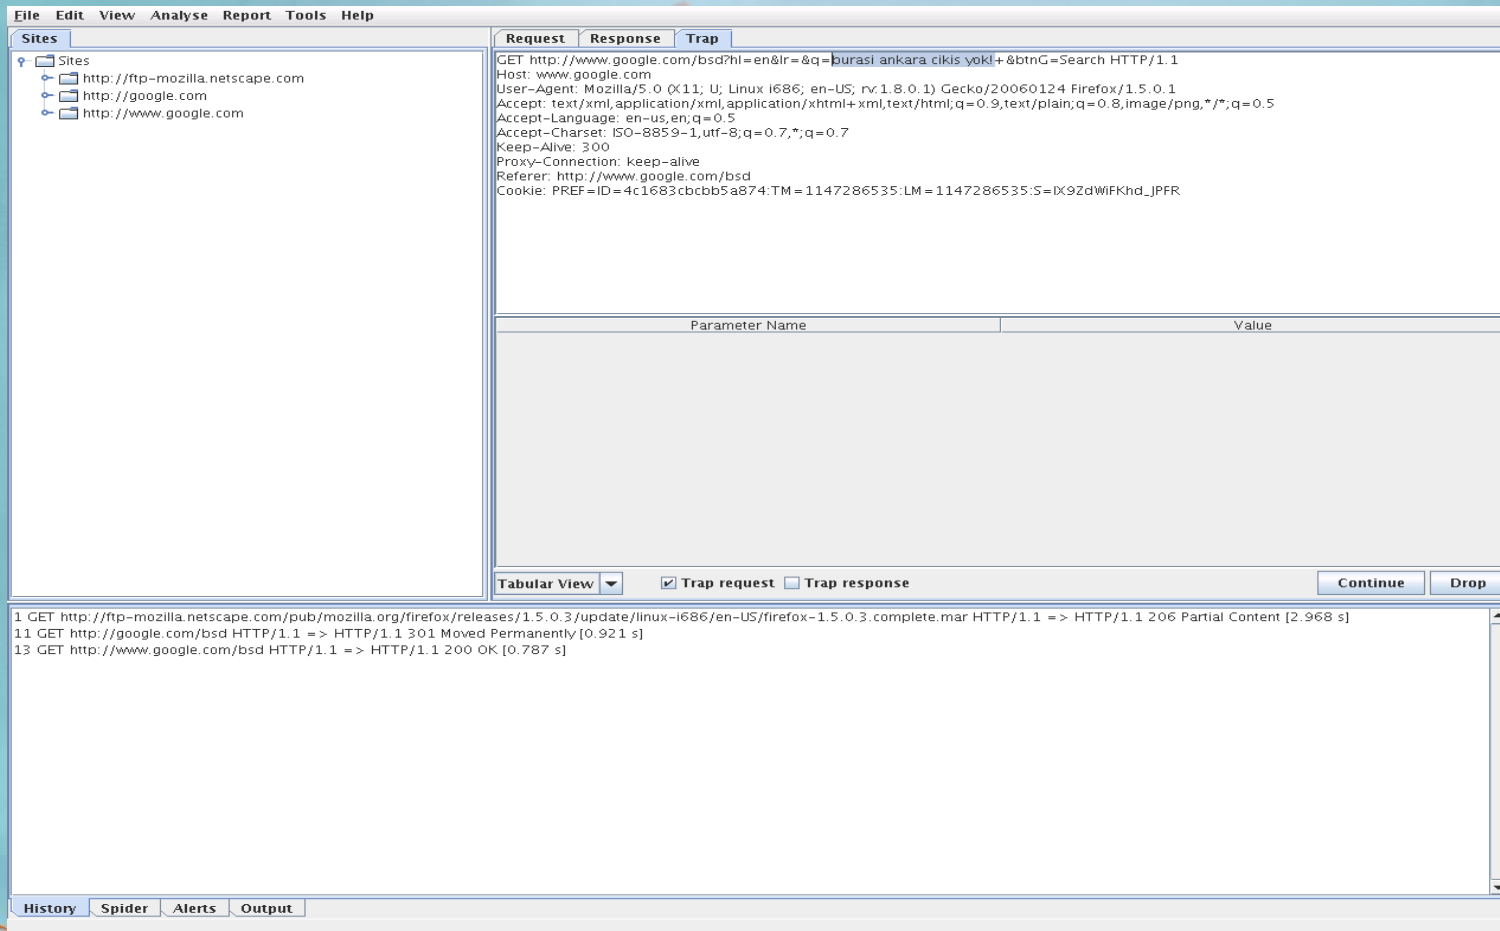 File Edit View Analyse Report Tools Help
Sites
Sites
http://ftp-mozilla.netscape.com
http://google.com
http://www.google.com
Request Response Trap
GET http://www.google.com/bsd?hl=en&lr=&q=burasi ankara cikis yok!+&btnG=Search HTTP/1.1
Host: www.google.com
User-Agent: Mozilla/5.0 (X11; U; Linux i686; en-US; rv:1.8.0.1) Gecko/20060124 Firefox/1.5.0.1
Accept: text/xml,application/xml,application/xhtml+xml,text/html;q=0.9,text/plain;q=0.8,image/png,*/*;q=0.5
Accept-Language: en-us,en;q=0.5
Accept-Charset: ISO-8859-1,utf-8;q=0.7,*;q=0.7
Keep-Alive: 300
Proxy-Connection: keep-alive
Referer: http://www.google.com/bsd
Cookie: PREF=ID=4c1683cbcbb5a874:TM=1147286535:LM=1147286535:S=IX9ZdWiFKhd_JPFR
Parameter Name Value
Tabular View Trap request Trap response Continue Drop
1 GET http://ftp-mozilla.netscape.com/pub/mozilla.org/firefox/releases/1.5.0.3/update/linux-i686/en-US/firefox-1.5.0.3.complete.mar HTTP/1.1 => HTTP/1.1 206 Partial Content [2.968 s]
11 GET http://google.com/bsd HTTP/1.1 => HTTP/1.1 301 Moved Permanently [0.921 s]
13 GET http://www.google.com/bsd HTTP/1.1 => HTTP/1.1 200 OK [0.787 s]
History Spider Alerts Output